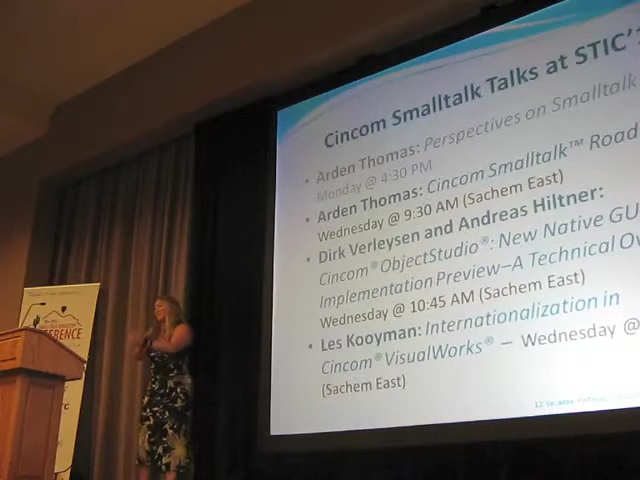 Cincom Smalltalk Talks at STIC'
Arden Thomas: Perspectives on Smalltalk
Monday @ 4:30 PM
Arden Thomas: Cincom Smalltalk™ Road
Wednesday @ 9:30 AM (Sachem East)
Dirk Verleysen and Andreas Hiltner:
Cincom® ObjectStudio®: New Native GU
Implementation Preview–A Technical Ov
Wednesday @ 10:45 AM (Sachem East)
Les Kooyman: Internationalization in
Cincom® VisualWorks® – Wednesday @
(Sachem East)